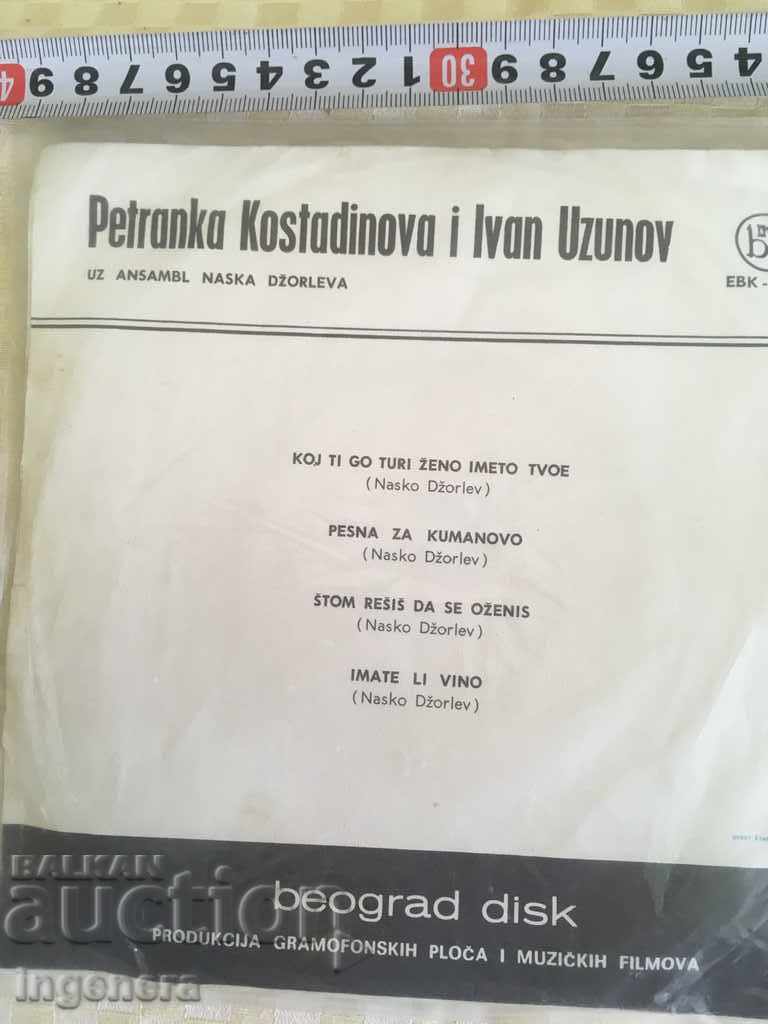 4 9 8 7 6 5 4 3 2 1 30 9 8 7 6 5 4
Petranka Kostadinova i Ivan Uzunov
UZ ANSAMBL NASKA DŽORLEVA
EBK -
KOJ TI GO TURI ŽENO IMETO TVOE
(Nasko Džorlev)
PESNA ZA KUMANOVO
(Nasko Džorlev)
ŠTOM REŠIŠ DA SE OŽENIS
(Nasko Džorlev)
IMATE LI VINO
(Nasko Džorlev)
BALKAN
auction
beograd disk
PRODUKCIJA GRAMOFONSKIH PLOČA I MUZIČKIH FILMOVA
ingenera